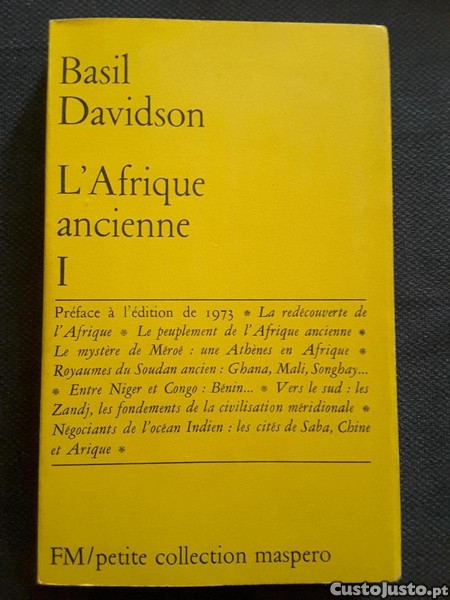 Basil
Davidson
L'Afrique
ancienne
I
Préface à l'édition de 1973 * La redécouverte de
l'Afrique * Le peuplement de l'Afrique ancienne *
Le mystère de Méroë : une Athènes en Afrique *
Royaumes du Soudan ancien : Ghana, Mali, Songhay...
* Entre Niger et Congo : Bénin... * Vers le sud : les
Zandj, les fondements de la civilisation méridionale *
Négociants de l'océan Indien : les cités de Saba, Chine
et Arique *
FM/petite collection maspero
CustoJusto.pt